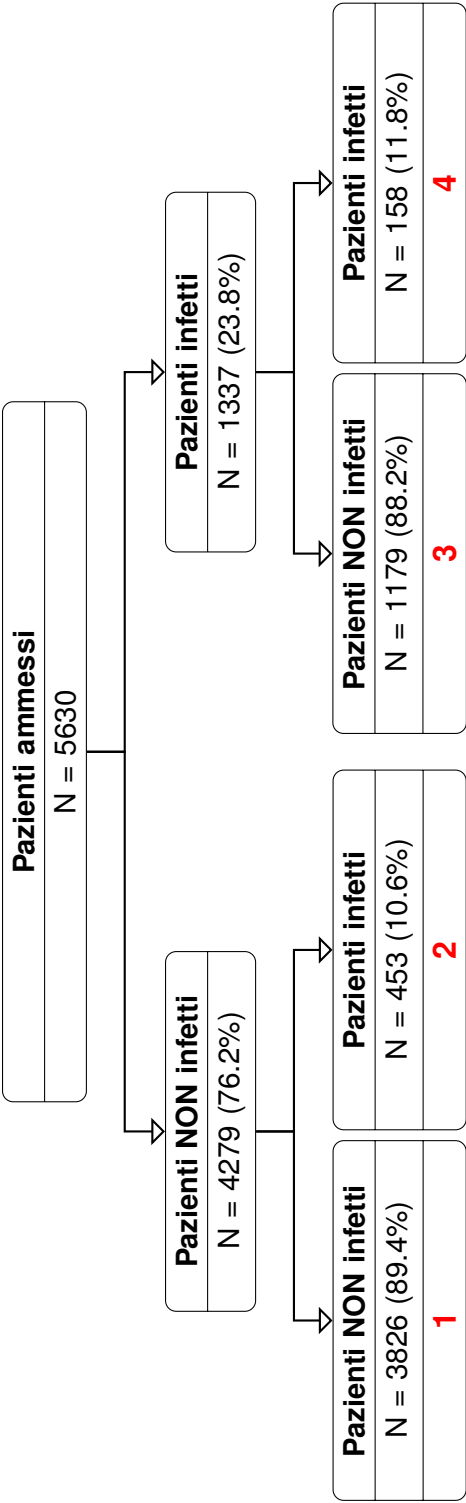 Pazienti ammessi
N = 5630
Pazienti NON infetti
N = 4279 (76.2%)
Pazienti infetti
N = 1337 (23.8%)
Pazienti NON infetti
N = 3826 (89.4%)
1
Pazienti infetti
N = 453 (10.6%)
2
Pazienti NON infetti
N = 1179 (88.2%)
3
Pazienti infetti
N = 158 (11.8%)
4